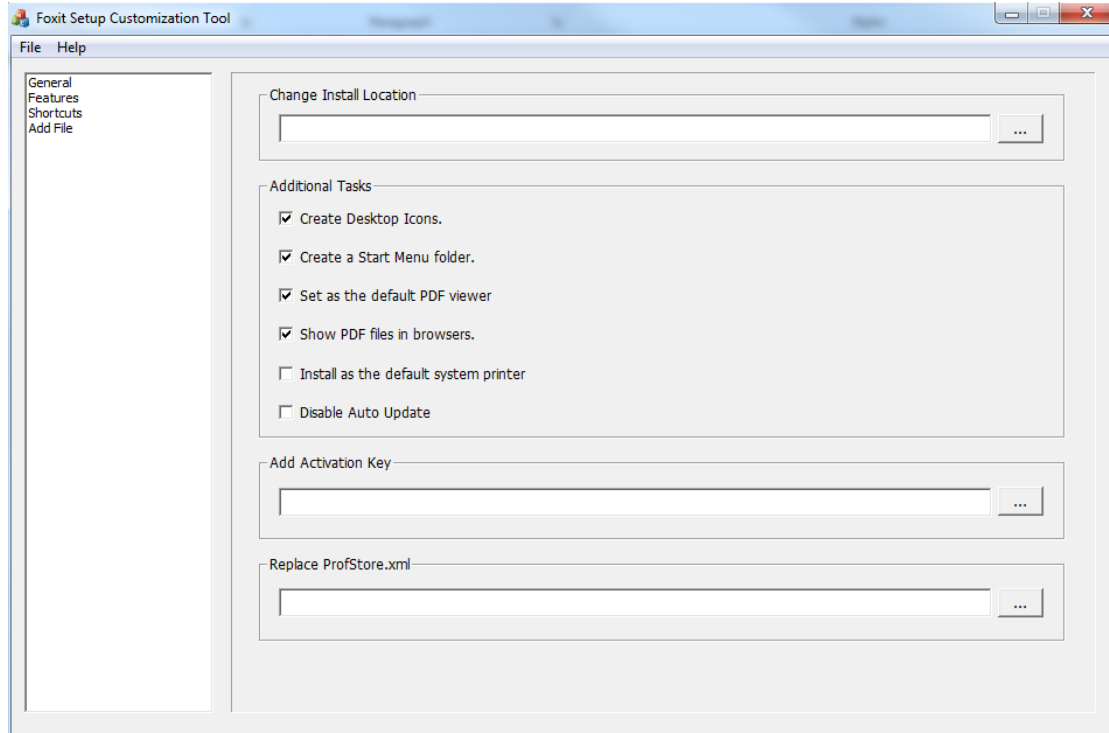 Foxit Setup Customization Tool
File Help
General
Features
Shortcuts
Add File
Change Install Location
...
Additional Tasks
Create Desktop Icons.
Create a Start Menu folder.
Set as the default PDF viewer
Show PDF files in browsers.
Install as the default system printer
Disable Auto Update
Add Activation Key
...
Replace ProfStore.xml
...